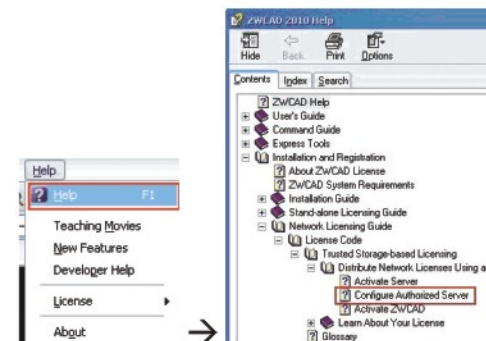 Help
Help F1
Teaching Movies
New Features
Developer Help
License
About
ZWCAD 2010 Help
Hide Back Print Options
Contents Index Search
ZWCAD Help
User's Guide
Command Guide
Express Tools
Installation and Registration
About ZWCAD License
ZWCAD System Requirements
Installation Guide
Stand-alone Licensing Guide
Network Licensing Guide
License Code
Trusted Storage-based Licensing
Distribute Network Licenses Using a
Activate Server
Configure Authorized Server
Activate ZWCAD
Learn About Your License
Glossary